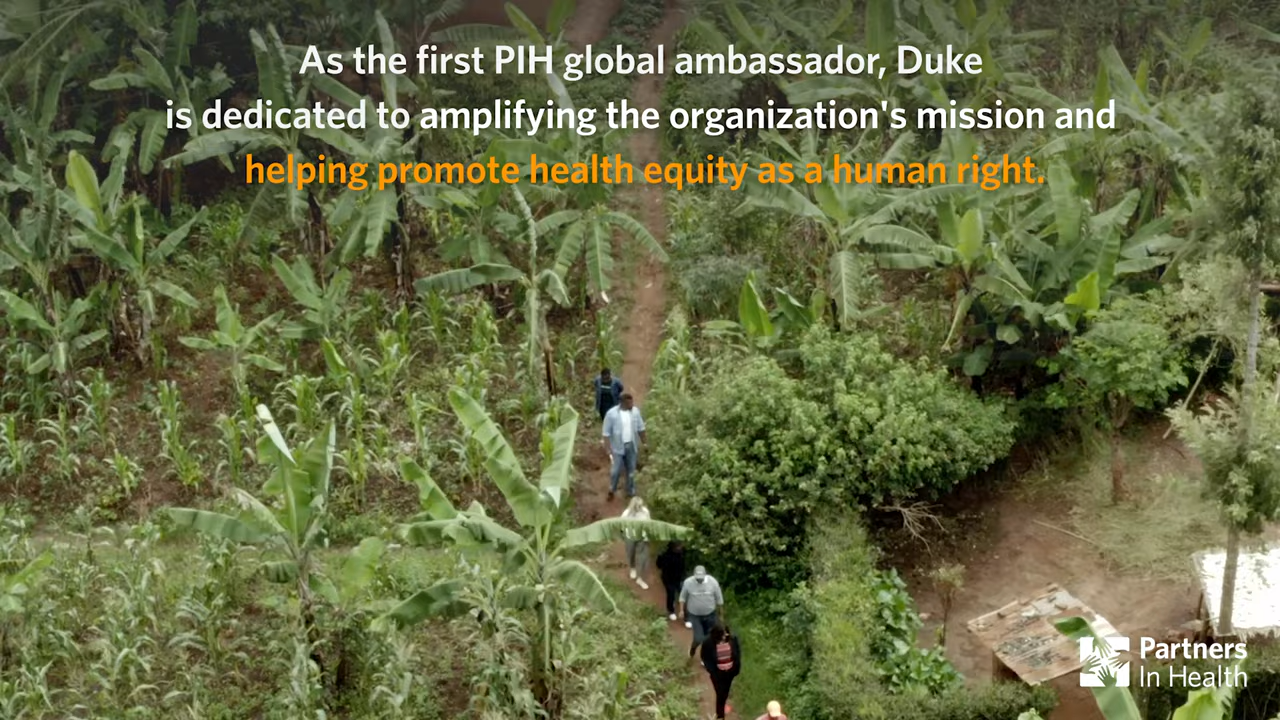 As the first PIH global ambassador, Duke
is dedicated to amplifying the organization's mission and
helping promote health equity as a human right.
Partners
In Health